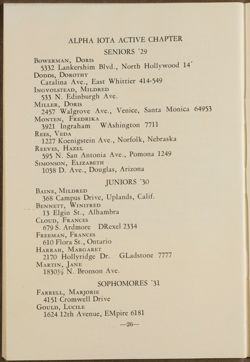 ALPHA IOTA ACTIVE CHAPTER
SENIORS '29
BOWERMAN, DORIS
5332 Lankershim Blvd., North Hollywood 14
DODDS, DOROTHY
Catalina Ave., East Whittier 414-549
INGVOLSTEAD, MILDRED
533 N. Edinburgh Ave.
MILLER, DORIS
2457 Walgrove Ave., Venice, Santa Monica 64953
MONTEN, FREDRIKA
3921 Ingraham WAshington 7711
REES, VEDA
1227 Koenigstein Ave., Norfolk, Nebraska
REEVES, HAZEL
595 N. San Antonio Ave., Pomona 1249
SIMONSON, ELIZABETH
1038 D. Ave., Douglas, Arizona
JUNIORS '30
BAINE, MILDRED
368 Campus Drive, Uplands, Calif.
BENNETT, WINIFRED
13 Elgin St., Alhambra
CLOUD, FRANCES
679 S. Ardmore DRexel 2334
FREEMAN, FRANCES
610 Flora St., Ontario
HARRAH, MARGARET
2170 Hollyridge Dr. GLadstone 7777
MARTIN, JANE
1830½ N. Bronson Ave.
SOPHOMORES '31
FARRELL, MARJORIE
4151 Cromwell Drive
GOULD, LUCILE
1624 12th Avenue, EMpire 6181
—26—